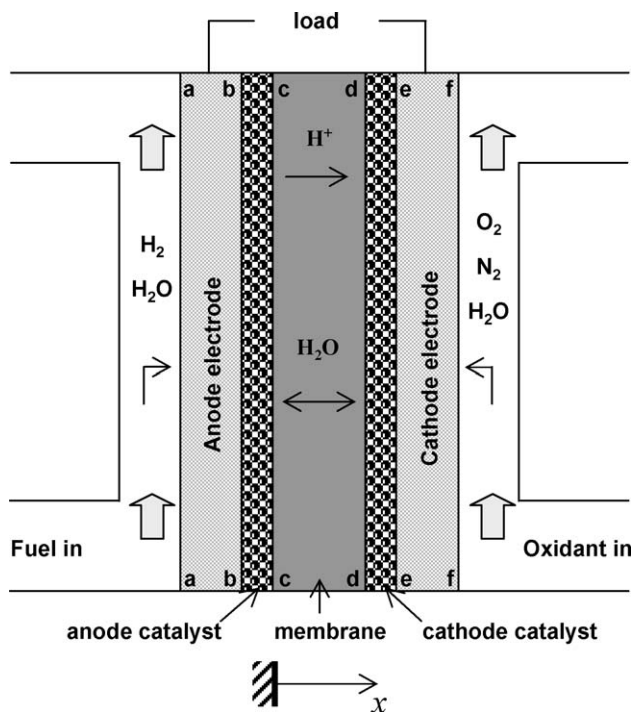 load
a b c d e f
H+
H2
H2O
O2
N2
H2O
Anode electrode
H2O
Cathode electrode
Fuel in
Oxidant in
a b c d e f
anode catalyst
membrane
cathode catalyst
x